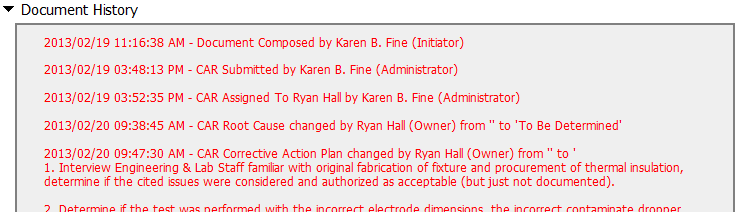 Document History
2013/02/19 11:16:38 AM - Document Composed by Karen B. Fine (Initiator)
2013/02/19 03:48:13 PM - CAR Submitted by Karen B. Fine (Administrator)
2013/02/19 03:52:35 PM - CAR Assigned To Ryan Hall by Karen B. Fine (Administrator)
2013/02/20 09:38:45 AM - CAR Root Cause changed by Ryan Hall (Owner) from '' to 'To Be Determined'
2013/02/20 09:47:30 AM - CAR Corrective Action Plan changed by Ryan Hall (Owner) from '' to '
1. Interview Engineering & Lab Staff familiar with original fabrication of fixture and procurement of thermal insulation,
determine if the cited issues were considered and authorized as acceptable (but just not documented).
2. Determine if the test was performed with the incorrect electrode dimensions, the incorrect contaminate dropper